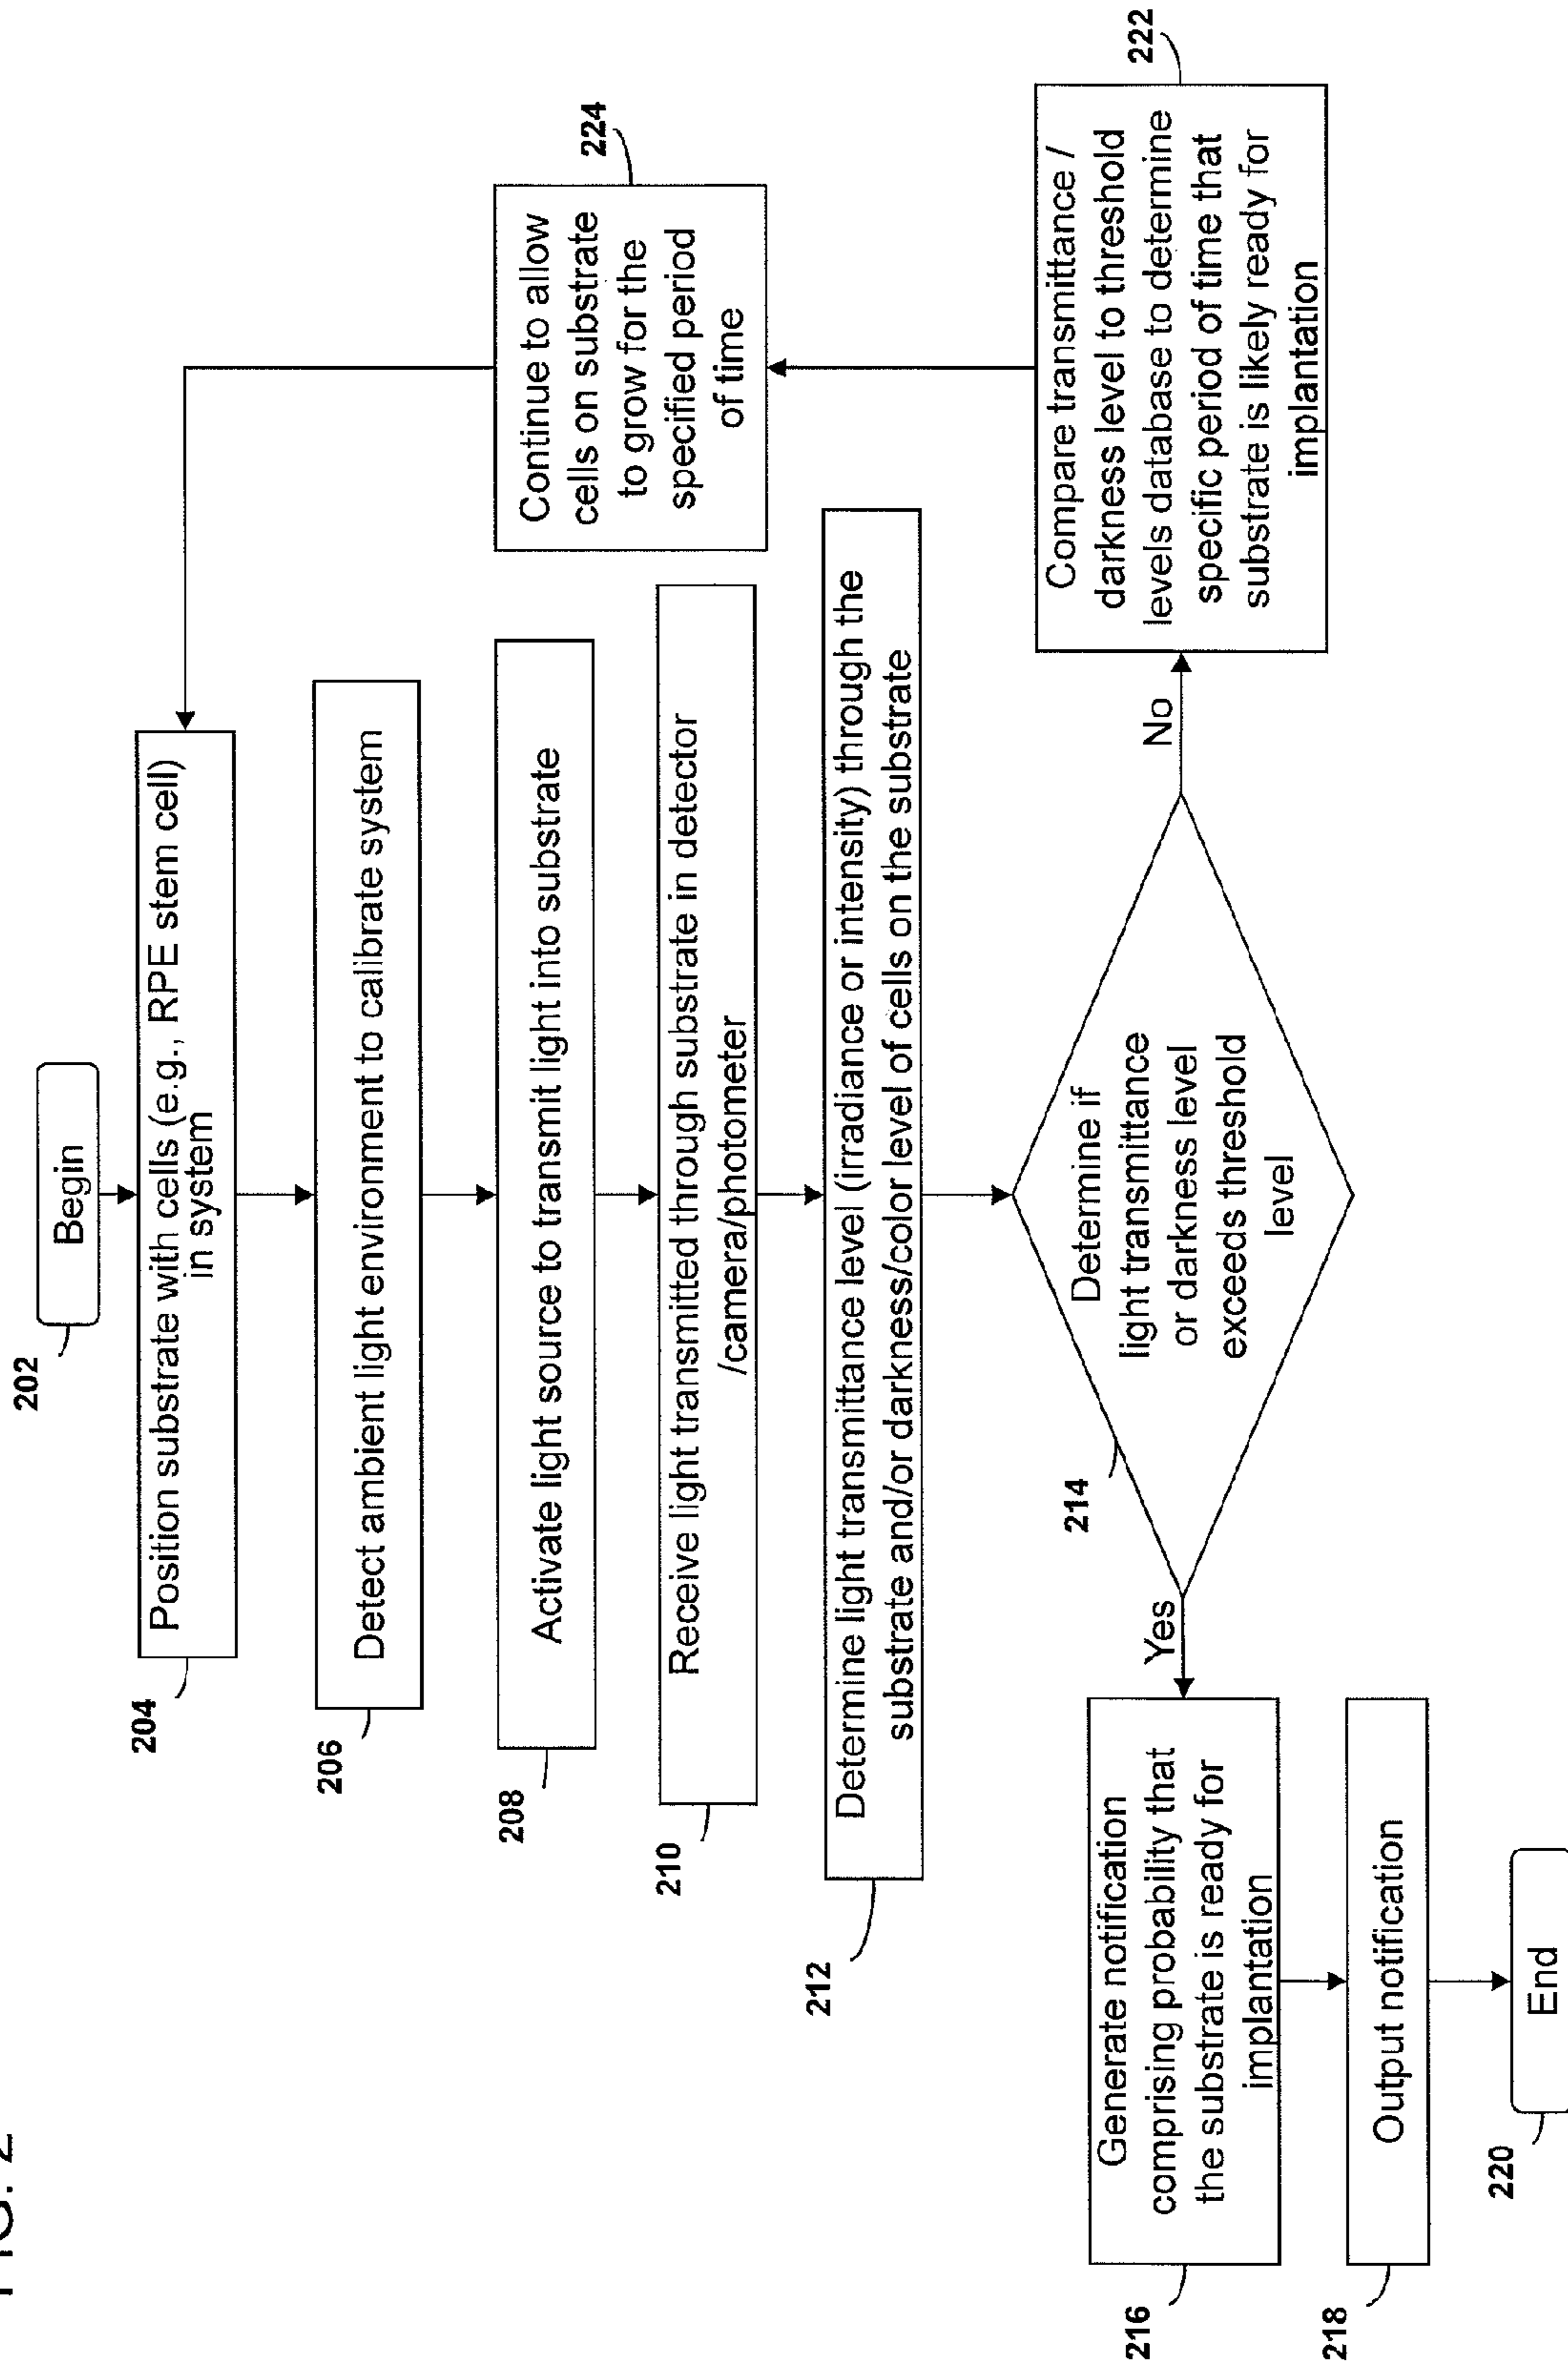 FIG. 2
202
Begin
204
Position substrate with cells (e.g., RPE stem cell)
in system
206
Detect ambient light environment to calibrate system
208
Activate light source to transmit light into substrate
210
Receive light transmitted through substrate in detector
/camera/photometer
212
Determine light transmittance level (irradiance or intensity) through the
substrate and/or darkness/color level of cells on the substrate
214
Determine if
light transmittance
or darkness level
exceeds threshold
level
Yes
No
216
Generate notification
comprising probability that
the substrate is ready for
implantation
218
Output notification
220
End
222
Compare transmittance /
darkness level to threshold
levels database to determine
specific period of time that
substrate is likely ready for
implantation
224
Continue to allow
cells on substrate
to grow for the
specified period
of time